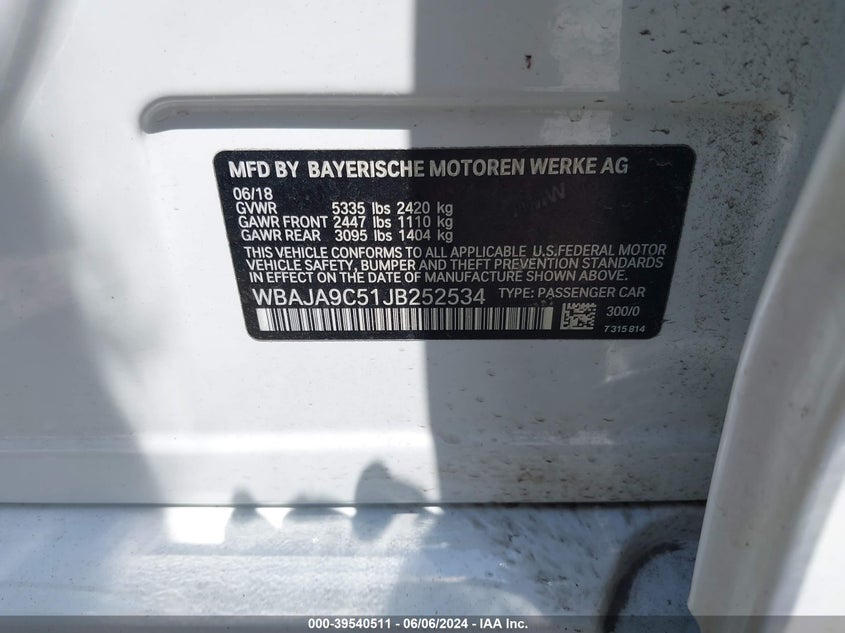 MFD BY BAYERISCHE MOTOREN WERKE AG
06/18
GVWR 5335 lbs 2420 kg
GAWR FRONT 2447 lbs 1110 kg
GAWR REAR 3095 lbs 1404 kg
THIS VEHICLE CONFORMS TO ALL APPLICABLE U.S.FEDERAL MOTOR
VEHICLE SAFETY, BUMPER AND THEFT PREVENTION STANDARDS
IN EFFECT ON THE DATE OF MANUFACTURE SHOWN ABOVE.
WBAJA9C51JB252534 TYPE: PASSENGER CAR
300/0
7315814
000-39540511 - 06/06/2024 - IAA Inc.